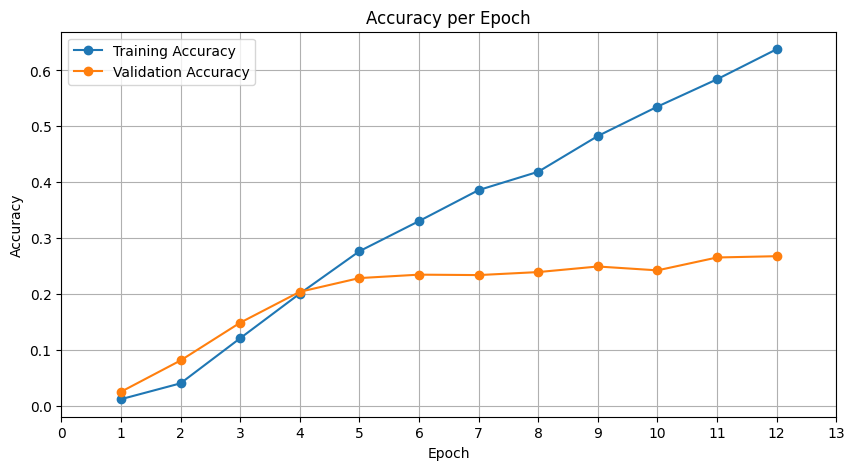 Accuracy per Epoch
Training Accuracy
Validation Accuracy
0.6
0.5
0.4
0.3
0.2
0.1
0.0
Accuracy
0 1 2 3 4 5 6 7 8 9 10 11 12 13
Epoch